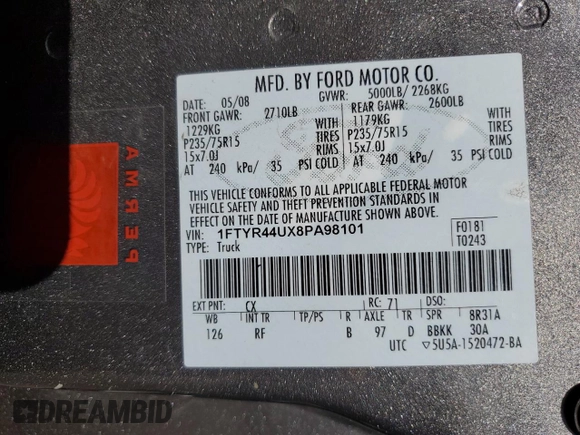 MFD. BY FORD MOTOR CO.
DATE: 05/08 GVWR: 5000LB/ 2268KG
FRONT GAWR: 2710LB REAR GAWR: 2600LB
1229KG WITH 1179KG WITH
P235/75R15 TIRES P235/75R15 TIRES
15x7.0J RIMS 15x7.0J RIMS
AT 240 kPa/ 35 PSI COLD AT 240 kPa/ 35 PSI COLD
THIS VEHICLE CONFORMS TO ALL APPLICABLE FEDERAL MOTOR
VEHICLE SAFETY AND THEFT PREVENTION STANDARDS IN
EFFECT ON THE DATE OF MANUFACTURE SHOWN ABOVE.
VIN: 1FTYR44UX8PA98101 F0181
TYPE: Truck T0243
EXT PNT: CX RC: 71 DSO:
WB INT TR TP/PS R AXLE TR SPR 8R31A
126 RF B 97 D BBKK 30A
UTC ▽5U5A-1520472-BA
PERMA
Ford
DREAMBID